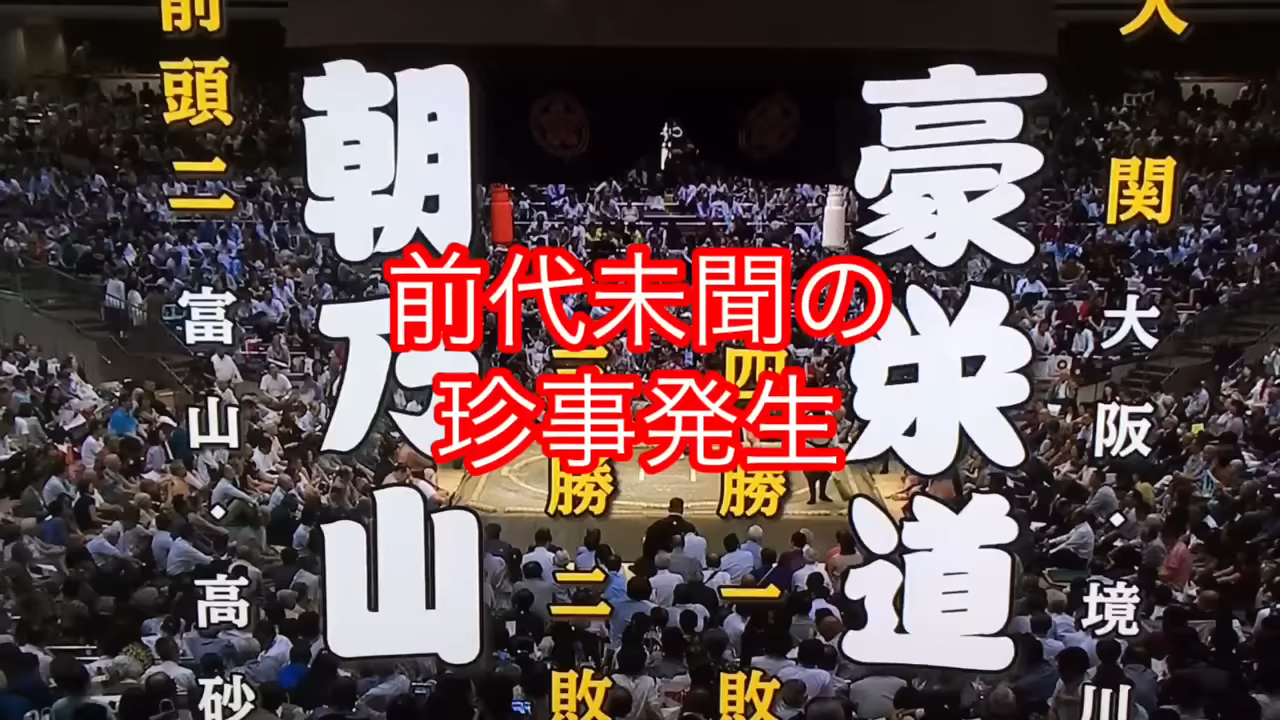 前代未聞の
珍事発生
大関
豪栄道
大阪・境川
四勝一敗
前頭二
朝乃山
富山・高砂
三勝二敗